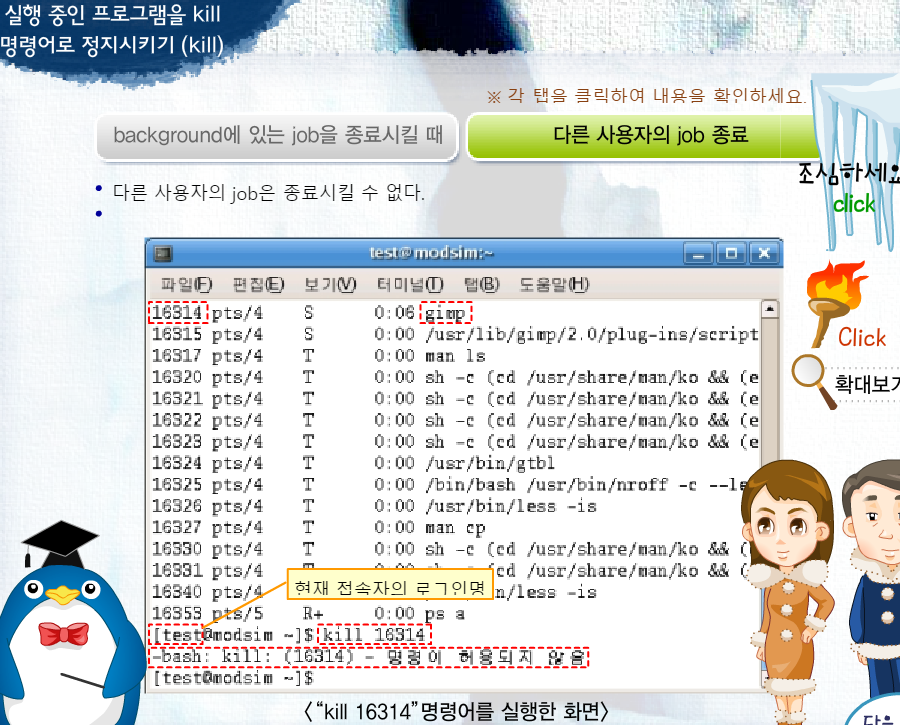 실행 중인 프로그램을 kill
명령어로 정지시키기 (kill)
※ 각 탭을 클릭하여 내용을 확인하세요.
background에 있는 job을 종료시킬 때
다른 사용자의 job 종료
조심하세요
click
• 다른 사용자의 job은 종료시킬 수 없다.
•
test@modsim:~
파일(F) 편집(E) 보기(V) 터미널(T) 탭(B) 도움말(H)
16314 pts/4 S 0:06 gimp
16315 pts/4 S 0:00 /usr/lib/gimp/2.0/plug-ins/script
16317 pts/4 T 0:00 man ls
16320 pts/4 T 0:00 sh -c (cd /usr/share/man/ko && (e
16321 pts/4 T 0:00 sh -c (cd /usr/share/man/ko && (e
16322 pts/4 T 0:00 sh -c (cd /usr/share/man/ko && (e
16323 pts/4 T 0:00 sh -c (cd /usr/share/man/ko && (e
16324 pts/4 T 0:00 /usr/bin/gtbl
16325 pts/4 T 0:00 /bin/bash /usr/bin/nroff -c --le
16326 pts/4 T 0:00 /usr/bin/less -is
16327 pts/4 T 0:00 man cp
16330 pts/4 T 0:00 sh -c (cd /usr/share/man/ko && (
16331 pts/4 T cd /usr/share/man/ko && (
16340 pts/4 T n/less -is
현재 접속자의 로그인명
16353 pts/5 R+ 0:00 ps a
[test@modsim ~]$ kill 16314
-bash: kill: (16314) - 명령이 허용되지 않음
[test@modsim ~]$
Click
확대보기
〈“kill 16314”명령어를 실행한 화면〉
다음